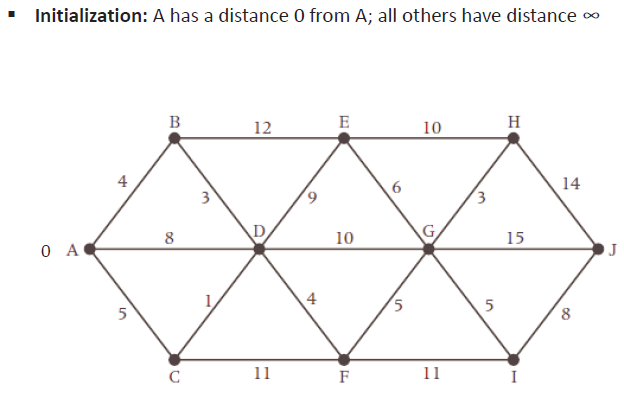 ▪ Initialization: A has a distance 0 from A; all others have distance ∞
B 12 E 10 H
4 3 9 6 3 14
0 A 8 D 10 G 15 J
5 1 4 5 5 8
C 11 F 11 I